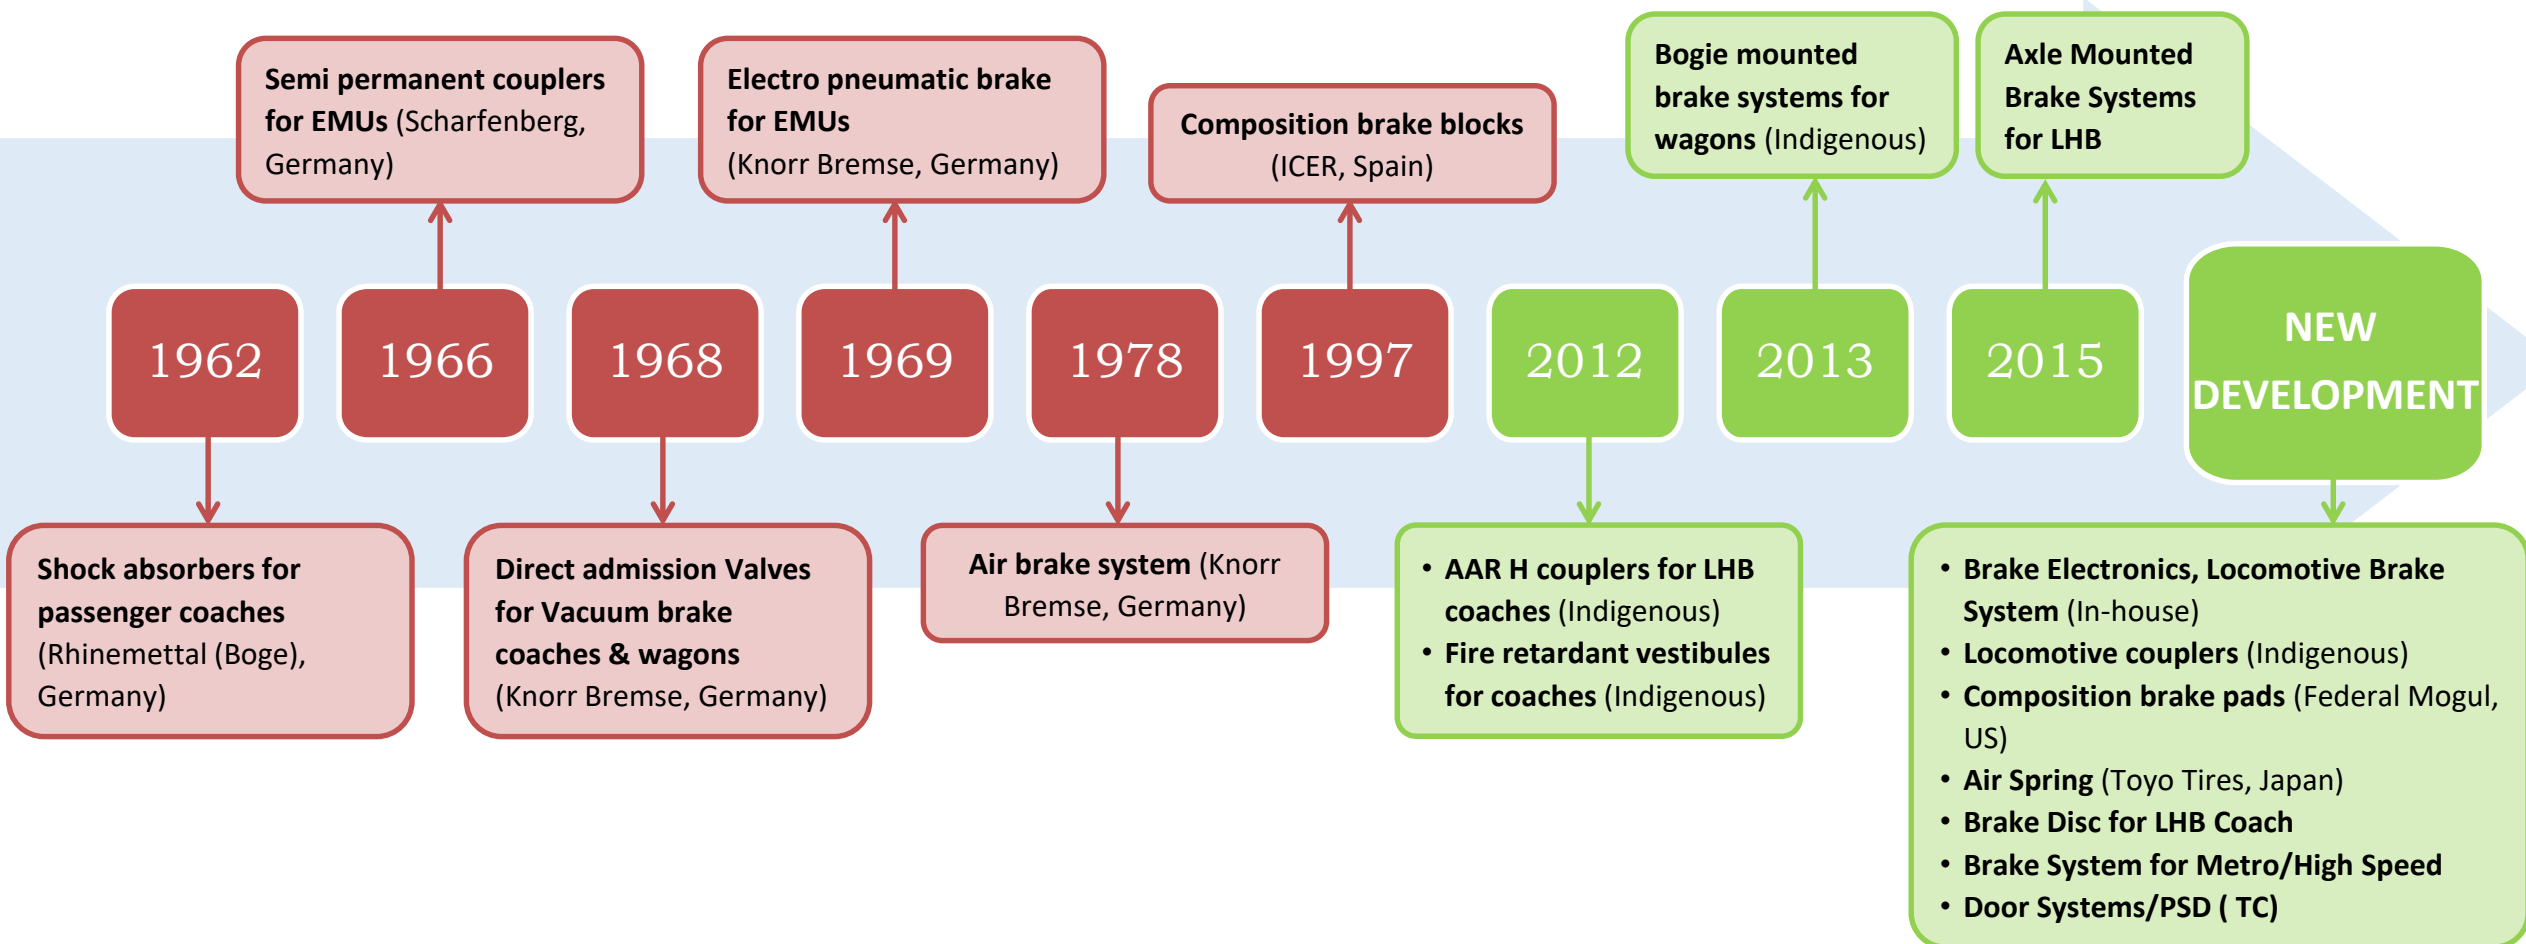 Semi permanent couplers
for EMUs (Scharfenberg,
Germany)
Electro pneumatic brake
for EMUs
(Knorr Bremse, Germany)
Composition brake blocks
(ICER, Spain)
Bogie mounted
brake systems for
wagons (Indigenous)
Axle Mounted
Brake Systems
for LHB
1962
1966
1968
1969
1978
1997
2012
2013
2015
NEW
DEVELOPMENT
Shock absorbers for
passenger coaches
(Rhinemettal (Boge),
Germany)
Direct admission Valves
for Vacuum brake
coaches & wagons
(Knorr Bremse, Germany)
Air brake system (Knorr
Bremse, Germany)
• AAR H couplers for LHB
coaches (Indigenous)
• Fire retardant vestibules
for coaches (Indigenous)
• Brake Electronics, Locomotive Brake
System (In-house)
• Locomotive couplers (Indigenous)
• Composition brake pads (Federal Mogul,
US)
• Air Spring (Toyo Tires, Japan)
• Brake Disc for LHB Coach
• Brake System for Metro/High Speed
• Door Systems/PSD ( TC)